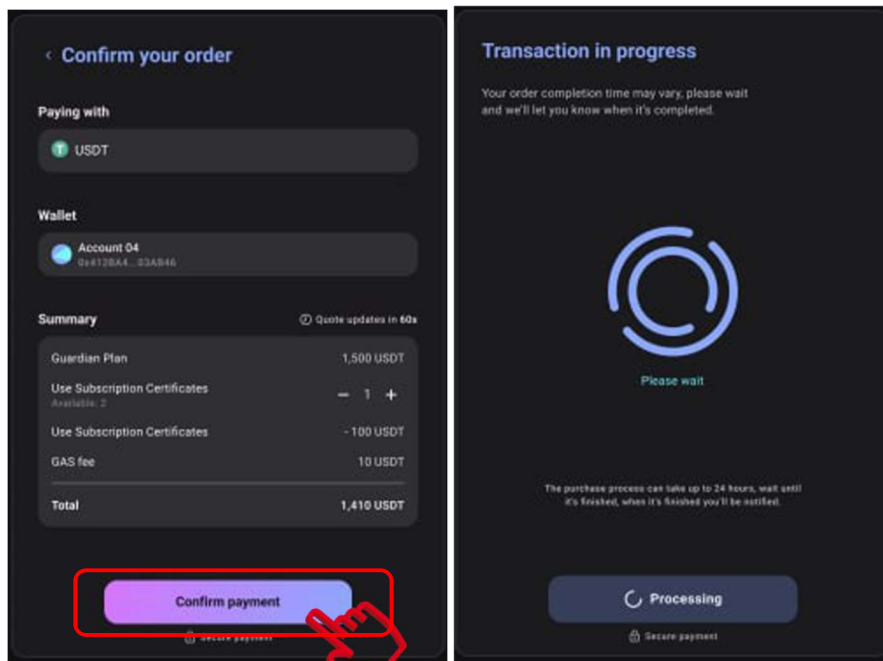 Confirm your order
Paying with
USDT
Wallet
Account 04
0x412BA4...03AB46
Summary
Quote updates in 60s
Guardian Plan 1,500 USDT
Use Subscription Certificates
Available: 2
1
Use Subscription Certificates - 100 USDT
GAS fee 10 USDT
Total 1,410 USDT
Confirm payment
Secure payment
Transaction in progress
Your order completion time may vary, please wait
and we'll let you know when it's completed.
Please wait
The purchase process can take up to 24 hours, wait until
it's finished, when it's finished you'll be notified.
Processing
Secure payment